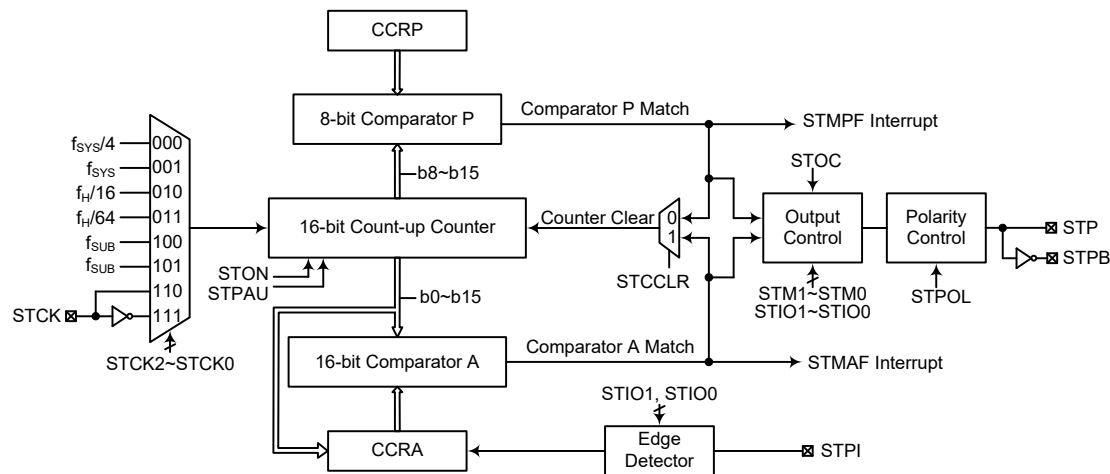 CCRP
8-bit Comparator P
Comparator P Match
STMPF Interrupt
b8~b15
fSYS/4
000
fSYS
001
fH/16
010
fH/64
011
fSUB
100
fSUB
101
110
111
STCK
STCK2~STCK0
16-bit Count-up Counter
STON
STPAU
Counter Clear
0
1
STCCLR
STOC
Output
Control
STM1~STM0
STIO1~STIO0
Polarity
Control
STPOL
STP
STPB
b0~b15
16-bit Comparator A
Comparator A Match
STMAF Interrupt
STIO1, STIO0
CCRA
Edge
Detector
STPI